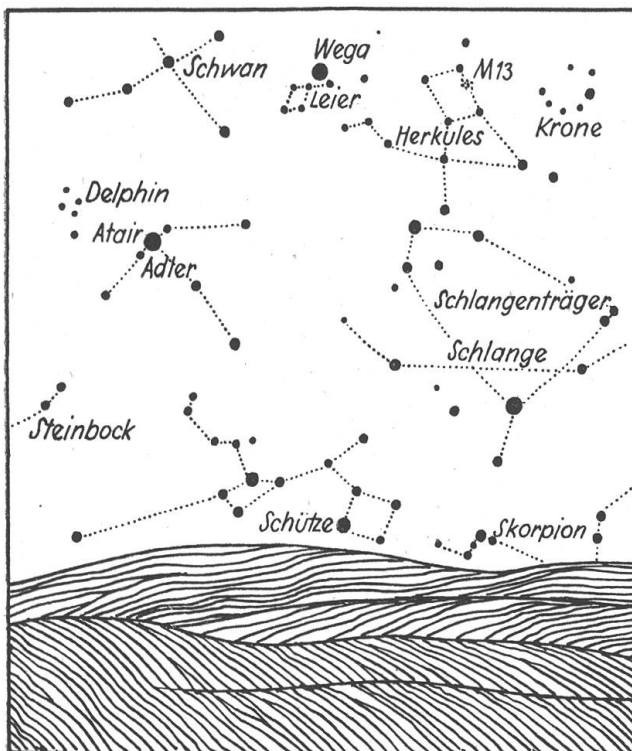 Wega
M13
Schwan
Leier
Krone
Herkules
Delphin
Atair
Adler
Schlangenträger
Schlange
Steinbock
Schütze
Skorpion